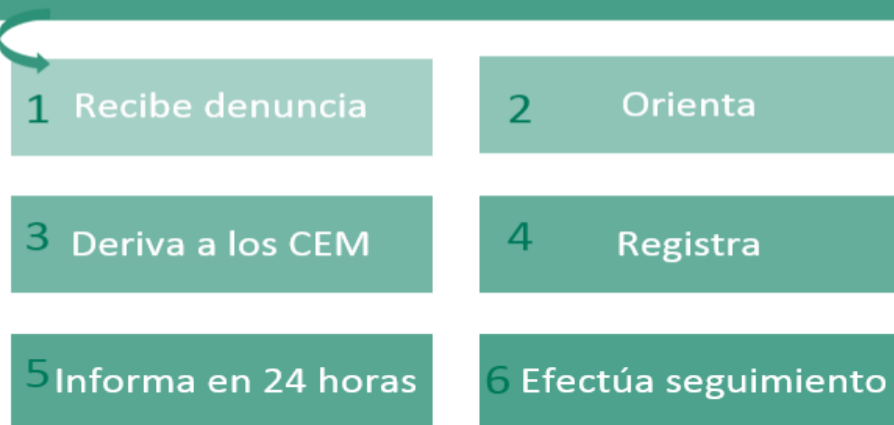 1 Recibe denuncia
2 Orienta
3 Deriva a los CEM
4 Registra
5 Informa en 24 horas
6 Efectúa seguimiento